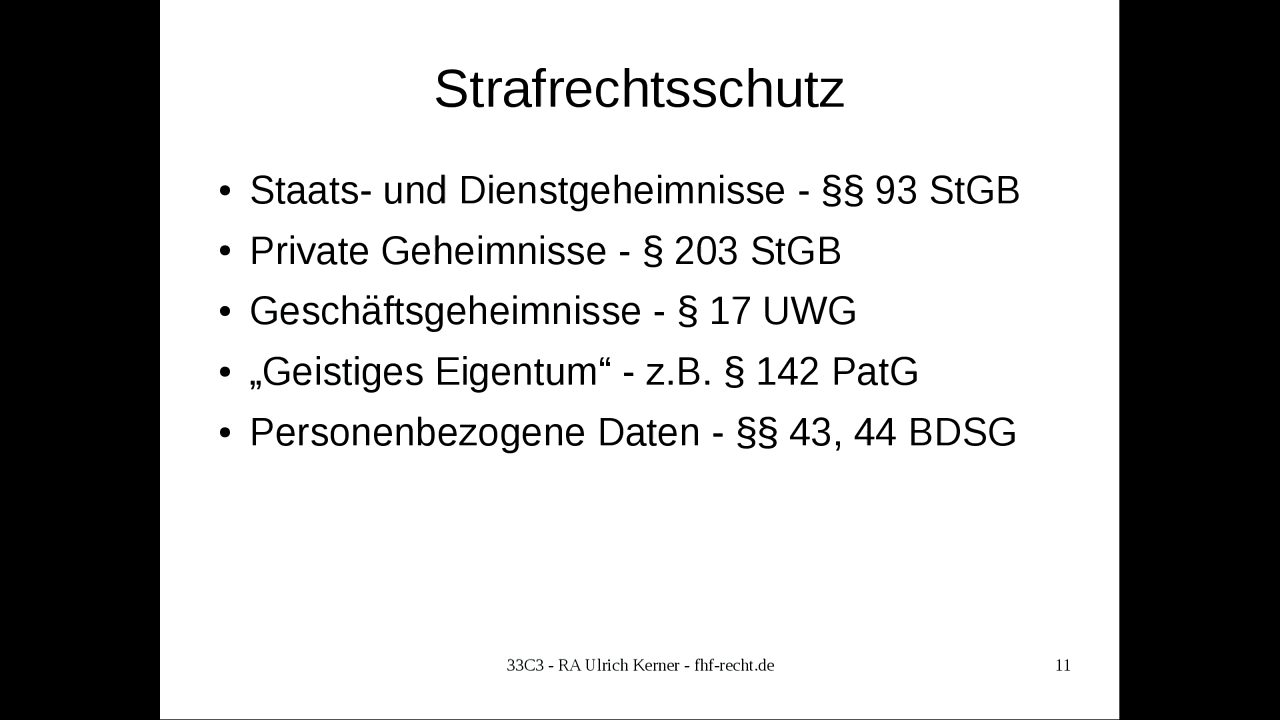 Strafrechtsschutz
• Staats- und Dienstgeheimnisse - §§ 93 StGB
• Private Geheimnisse - § 203 StGB
• Geschäftsgeheimnisse - § 17 UWG
• „Geistiges Eigentum“ - z.B. § 142 PatG
• Personenbezogene Daten - §§ 43, 44 BDSG
33C3 - RA Ulrich Kerner - fhf-recht.de
11